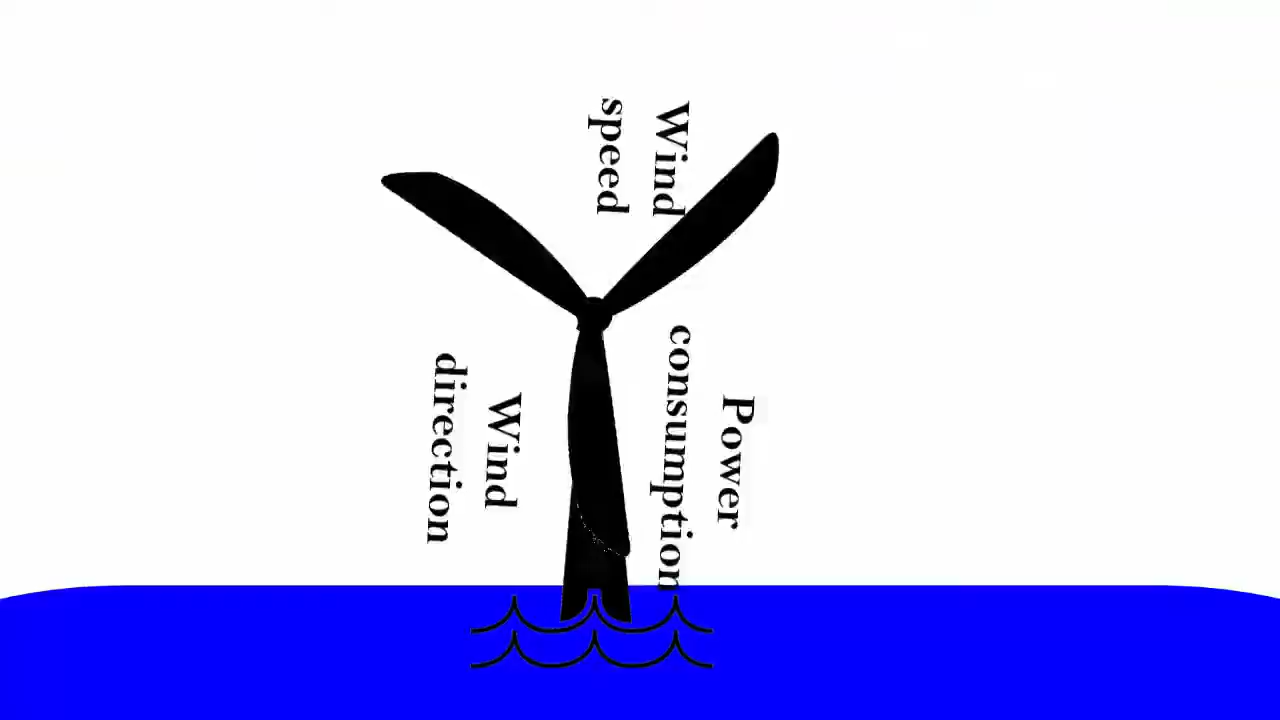 Wind
speed
Wind
direction
Power
consumption